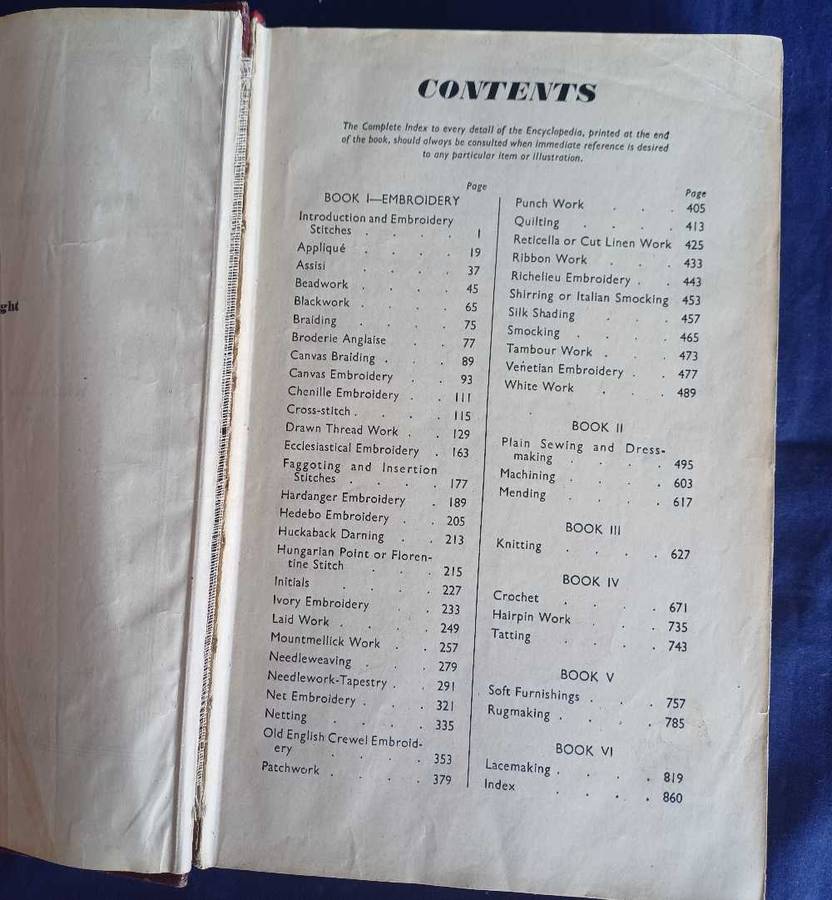 ght
CONTENTS
The Complete Index to every detail of the Encyclopedia, printed at the end
of the book, should always be consulted when immediate reference is desired
to any particular item or illustration.
Page
BOOK I—EMBROIDERY
Introduction and Embroidery
Stitches . . . . 1
Appliqué . . . . 19
Assisi . . . . 37
Beadwork . . . . 45
Blackwork . . . . 65
Braiding . . . . 75
Broderie Anglaise . . 77
Canvas Braiding . . . 89
Canvas Embroidery . . 93
Chenille Embroidery . . 111
Cross-stitch . . . . 115
Drawn Thread Work . . 129
Ecclesiastical Embroidery . 163
Faggoting and Insertion
Stitches . . . . 177
Hardanger Embroidery . 189
Hedebo Embroidery . . 205
Huckaback Darning . . 213
Hungarian Point or Floren-
tine Stitch . . . 215
Initials . . . . 227
Ivory Embroidery . . 233
Laid Work . . . . 249
Mountmellick Work . . 257
Needleweaving . . . 279
Needlework-Tapestry . . 291
Net Embroidery . . . 321
Netting . . . . 335
Old English Crewel Embroid-
ery . . . . 353
Patchwork . . . . 379
Page
Punch Work . . . 405
Quilting . . . . 413
Reticella or Cut Linen Work 425
Ribbon Work . . . 433
Richelieu Embroidery . . 443
Shirring or Italian Smocking 453
Silk Shading . . . 457
Smocking . . . . 465
Tambour Work . . . 473
Venetian Embroidery . . 477
White Work . . . 489
BOOK II
Plain Sewing and Dress-
making . . . . 495
Machining . . . . 603
Mending . . . . 617
BOOK III
Knitting . . . . 627
BOOK IV
Crochet . . . . 671
Hairpin Work . . . 735
Tatting . . . . 743
BOOK V
Soft Furnishings . . . 757
Rugmaking . . . . 785
BOOK VI
Lacemaking . . . . 819
Index . . . . 860